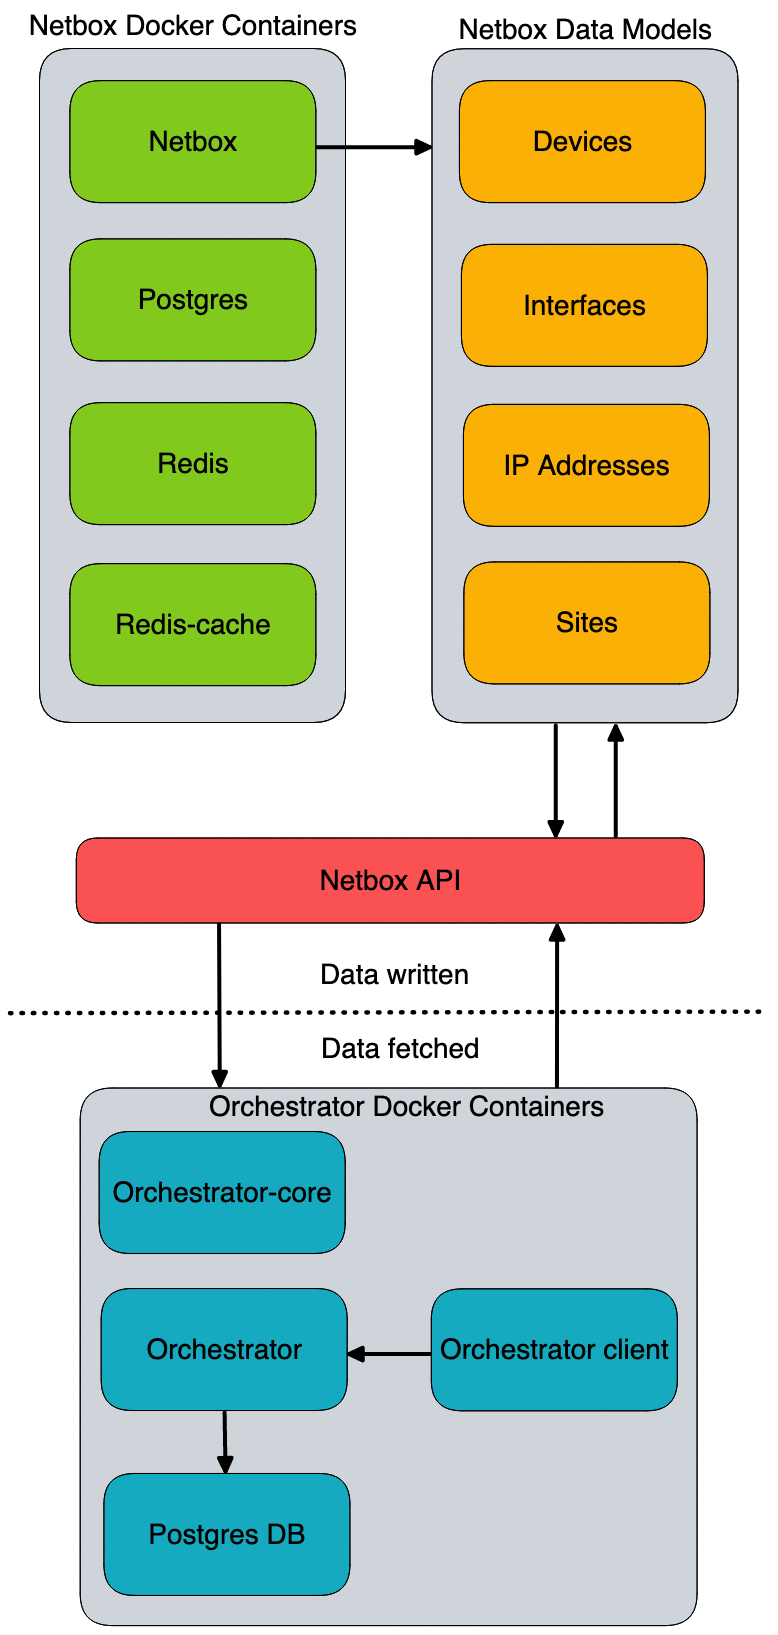 Netbox Docker Containers
Netbox
Postgres
Redis
Redis-cache
Netbox Data Models
Devices
Interfaces
IP Addresses
Sites
Netbox API
Data written
Data fetched
Orchestrator Docker Containers
Orchestrator-core
Orchestrator
Orchestrator client
Postgres DB